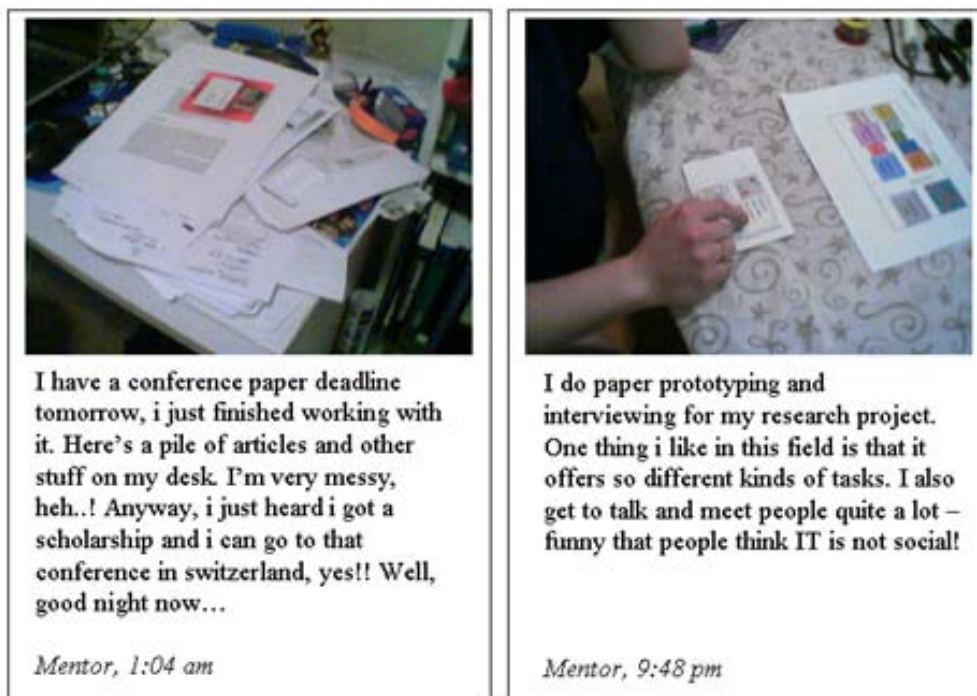 I have a conference paper deadline
tomorrow, i just finished working with
it. Here's a pile of articles and other
stuff on my desk. I'm very messy,
heh..! Anyway, i just heard i got a
scholarship and i can go to that
conference in switzerland, yes!! Well,
good night now…
Mentor, 1:04 am
I do paper prototyping and
interviewing for my research project.
One thing i like in this field is that it
offers so different kinds of tasks. I also
get to talk and meet people quite a lot –
funny that people think IT is not social!
Mentor, 9:48 pm